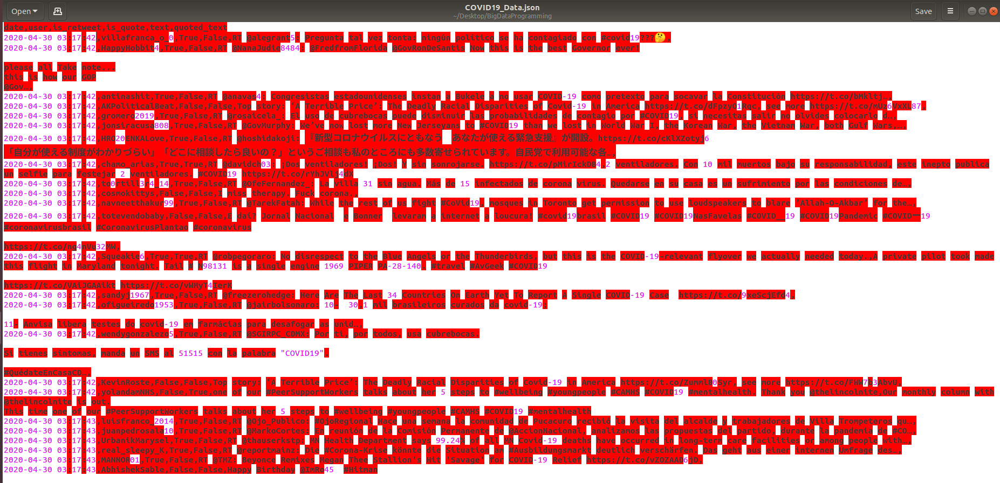 Open
COVID19_Data.json
~/Desktop/BigDataProgramming
Save
date,user,is_retweet,is_quote,text,quoted_text
2020-04-30 03:17:42,villafranca_o_0,True,False,RT @alegrant5: Pregunta tal vez tonta: ningún político se ha contagiado con #covid19???🤔,
2020-04-30 03:17:42,HappyHobbit4,True,False,RT @NanaJudie8484: @FredfromFlorida @GovRonDeSantis Now this is the best Governor ever!
please all Take note...
this is how our GOP
@Gov…,
2020-04-30 03:17:42,antinashit,True,False,RT @anavas4: Congresistas estadounidenses instan a Bukele a no usar COVID-19 como pretexto para socavar la Constitución https://t.co/bMkltj…,
2020-04-30 03:17:42,AKPoliticalBeat,False,False,Top story: ‘A Terrible Price’: The Deadly Racial Disparities of Covid-19 in America https://t.co/dFpzyO1Rqc, see more https://t.co/mUz6VxXL87,
2020-04-30 03:17:42,gromero2019,True,False,RT @rosaicela_: El uso de cubrebocas puede disminuir las probabilidades de contagio por #COVID19, si necesitas salir no olvides colocarlo d…,
2020-04-30 03:17:42,jonsiracusa808,True,False,RT @GovMurphy: We’ve now lost more New Jerseyans to #COVID19 than we lost in World War I, the Korean War, the Vietnam War, both Gulf Wars,…,
2020-04-30 03:17:42,HRO20ENKALove,True,False,RT @hoshidakoji: 『新型コロナウイルスにともなう　あなたが使える緊急支援』が開設。https://t.co/cKlXZotyj6
「自分が使える制度がわかりづらい」「どこに相談したら良いの？」というご相談も私のところにも多数寄せられています。自民党で利用可能な各…,
2020-04-30 03:17:42,chamo_arias,True,True,RT @davidch03: ¡Dos ventiladores! ¡Dos! Y sin sonrojarse. https://t.co/pMirIckDB4,2 ventiladores. Con 10 mil muertos bajo su responsabilidad, este inepto publica
un selfie para festejar 2 ventiladores. #COVID19 https://t.co/rYhJVlj4dX
2020-04-30 03:17:42,to0rtill3r4_14,True,False,RT @OfeFernandez_: La villa 31 sin agua. Más de 15 infectados de corona virus. Quedarse en su casa es un sufrimiento por las condiciones de…,
2020-04-30 03:17:42,cosmokittys,False,False,I miss therapy. Fuck corona.,
2020-04-30 03:17:42,navneetthakur99,True,False,RT @TarekFatah: While the rest of us fight #CoVid19, mosques in Toronto get permission to use loudspeakers to blare ’Allah-O-Akbar’ for the…,
2020-04-30 03:17:42,totevendobaby,False,False,E daí? Jornal Nacional  e Bonner  levaram a internet a loucura! #covid19brasil #COVID19 #COVID19NasFavelas #COVID__19 #COVID19Pandemic #COVIDー19
#coronavirusbrasil #CoronavirusPlantao #coronavirus
https://t.co/ng4nVu32MW,
2020-04-30 03:17:42,Squeakie6,True,True,RT @robpegoraro: No disrespect to the Blue Angels or the Thunderbirds, but this is the COVID-19-relevant flyover we actually needed today.,A private pilot took made
this flight in Maryland tonight. Tail # N98131 is a single engine 1969 PIPER PA-28-140. #travel #AvGeek #COVID19
https://t.co/VAiJGAAikt https://t.co/vWMyT4IerK
2020-04-30 03:17:42,sandyj1967,True,False,RT @freezerohedge: Here Are The Last 34 Countries On Earth Yet To Report A Single COVID-19 Case  https://t.co/9xeScjEfd4,
2020-04-30 03:17:42,ofigueiredo1953,True,False,RT @jairbolsonaro: 10-  30,1 mil brasileiros curados da covid-19;
11- Anvisa libera testes do covid-19 em farmácias para desafogar as unid…,
2020-04-30 03:17:42,wendygonzalezo5,True,False,RT @SGIRPC_CDMX: Por ti, por todos, usa cubrebocas.
Si tienes síntomas, manda un SMS al 51515 con la palabra "COVID19".
#QuédateEnCasaCD…,
2020-04-30 03:17:42,KevinRoste,False,False,Top story: ‘A Terrible Price’: The Deadly Racial Disparities of Covid-19 in America https://t.co/ZummlB0Syr, see more https://t.co/FHW7b3AbvU,
2020-04-30 03:17:42,yolandamNHS,False,True,one of our #PeerSupportWorkers talks about her 5 steps to #wellbeing #youngpeople #CAMHS #COVID19 #mentalhealth. Thank you @thelincolnite,Our monthly column with
@thelincolnite is out.
This time one of our #PeerSupportWorkers talks about her 5 steps to #wellbeing #youngpeople #CAMHS #COVID19 #mentalhealth
2020-04-30 03:17:43,luisfranco_2014,True,False,RT @Ojo_Publico: #OjoRegional Hace una semana la comunidad de Pucacuro recibió la visita del alcalde y trabajadores de Villa Trompeteros qu…,
2020-04-30 03:17:43,juanpedrosala10,True,False,RT @MarkoCortes: En reunión de la Comisión Permanente de @AccionNacional, analizamos las propuestas del partido, durante la pandemia de #CO…,
2020-04-30 03:17:43,UrbanikMarysel,True,False,RT @thauserkstp: MN Health Department says 99.24% of all MN Covid-19 deaths have occurred in long-term care facilities or among people with…,
2020-04-30 03:17:43,real_sleepy_K,True,False,RT @reportmainz: Die #Corona-Krise könnte die Situation am #Ausbildungsmarkt deutlich verschärfen. Das geht aus einer internen Umfrage des…,
2020-04-30 03:17:43,MANNOR01,True,False,RT @TMZ: Beyonce Remixes Megan Thee Stallion's Hit 'Savage' for COVID-19 Relief https://t.co/vZOZAAD6jD,
2020-04-30 03:17:43,AbhishekSable,False,False,Happy Birthday @ImRo45  #Hitman